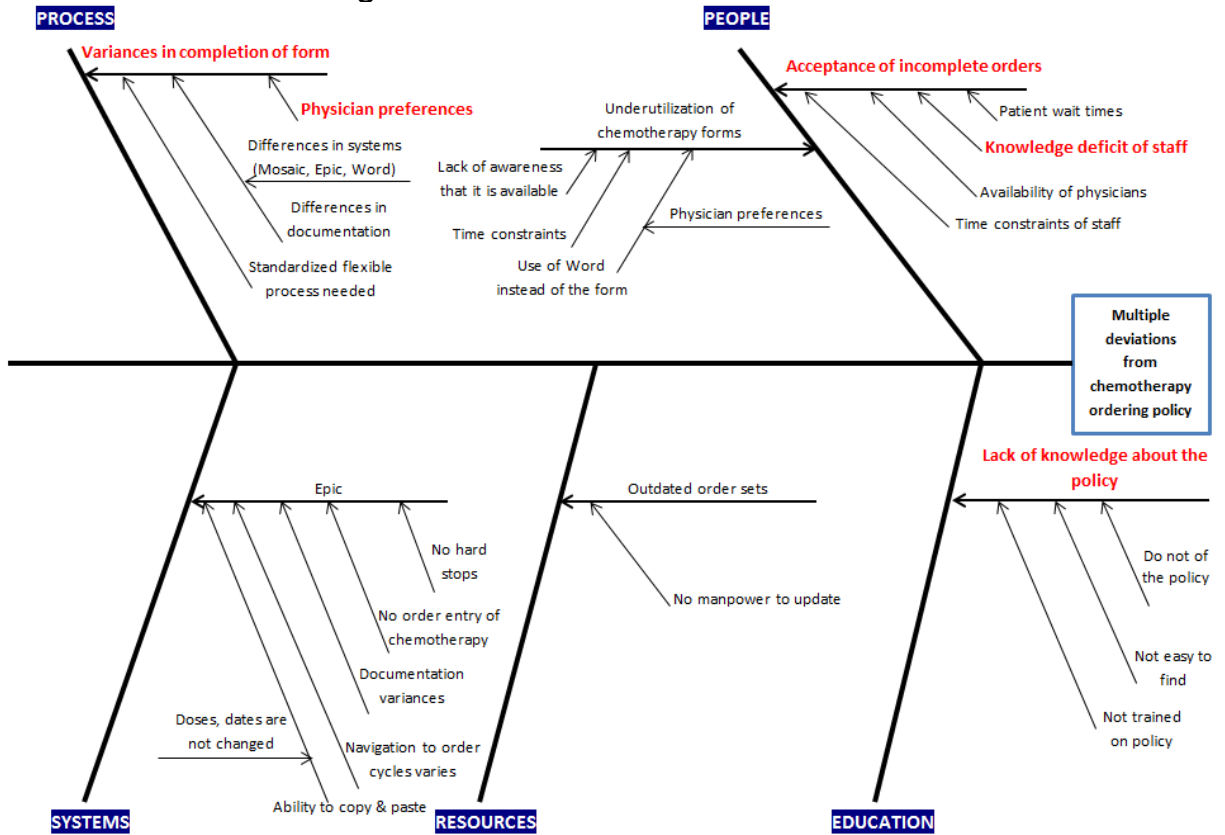 PROCESS
PEOPLE
Variances in completion of form
Physician preferences
Differences in systems
(Mosaic, Epic, Word)
Differences in
documentation
Standardized flexible
process needed
Underutilization of
chemotherapy forms
Lack of awareness
that it is available
Time constraints
Physician preferences
Use of Word
instead of the form
Acceptance of incomplete orders
Patient wait times
Knowledge deficit of staff
Availability of physicians
Time constraints of staff
Multiple
deviations
from
chemotherapy
ordering policy
Epic
No hard
stops
No order entry of
chemotherapy
Documentation
variances
Doses, dates are
not changed
Navigation to order
cycles varies
Ability to copy & paste
Outdated order sets
No manpower to update
Lack of knowledge about the
policy
Do not of
the policy
Not easy to
find
Not trained
on policy
SYSTEMS
RESOURCES
EDUCATION